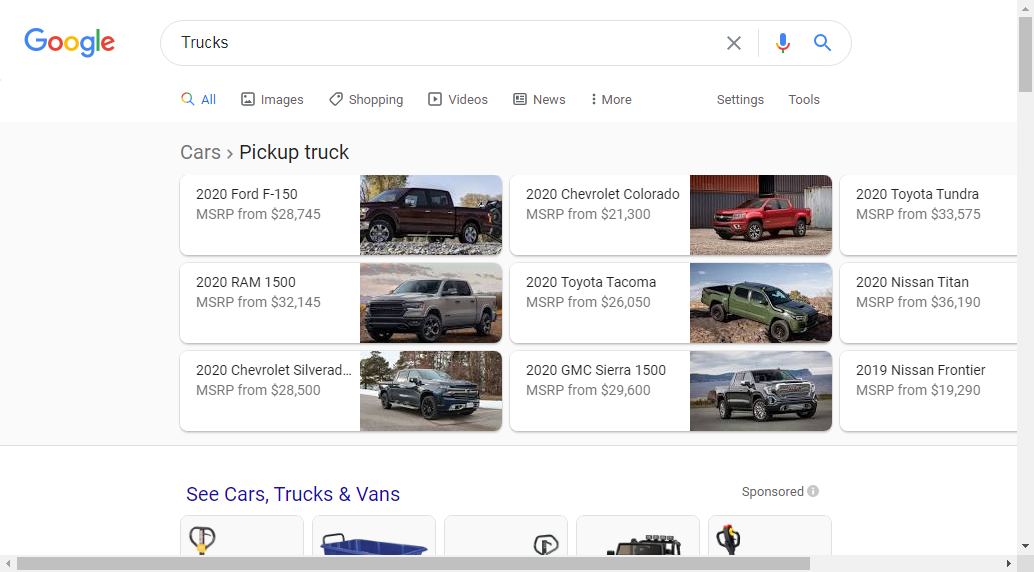 Google
Trucks
All
Images
Shopping
Videos
News
More
Settings
Tools
Cars › Pickup truck
2020 Ford F-150
MSRP from $28,745
2020 Chevrolet Colorado
MSRP from $21,300
2020 Toyota Tundra
MSRP from $33,575
2020 RAM 1500
MSRP from $32,145
2020 Toyota Tacoma
MSRP from $26,050
2020 Nissan Titan
MSRP from $36,190
2020 Chevrolet Silverad...
MSRP from $28,500
2020 GMC Sierra 1500
MSRP from $29,600
2019 Nissan Frontier
MSRP from $19,290
See Cars, Trucks & Vans
Sponsored